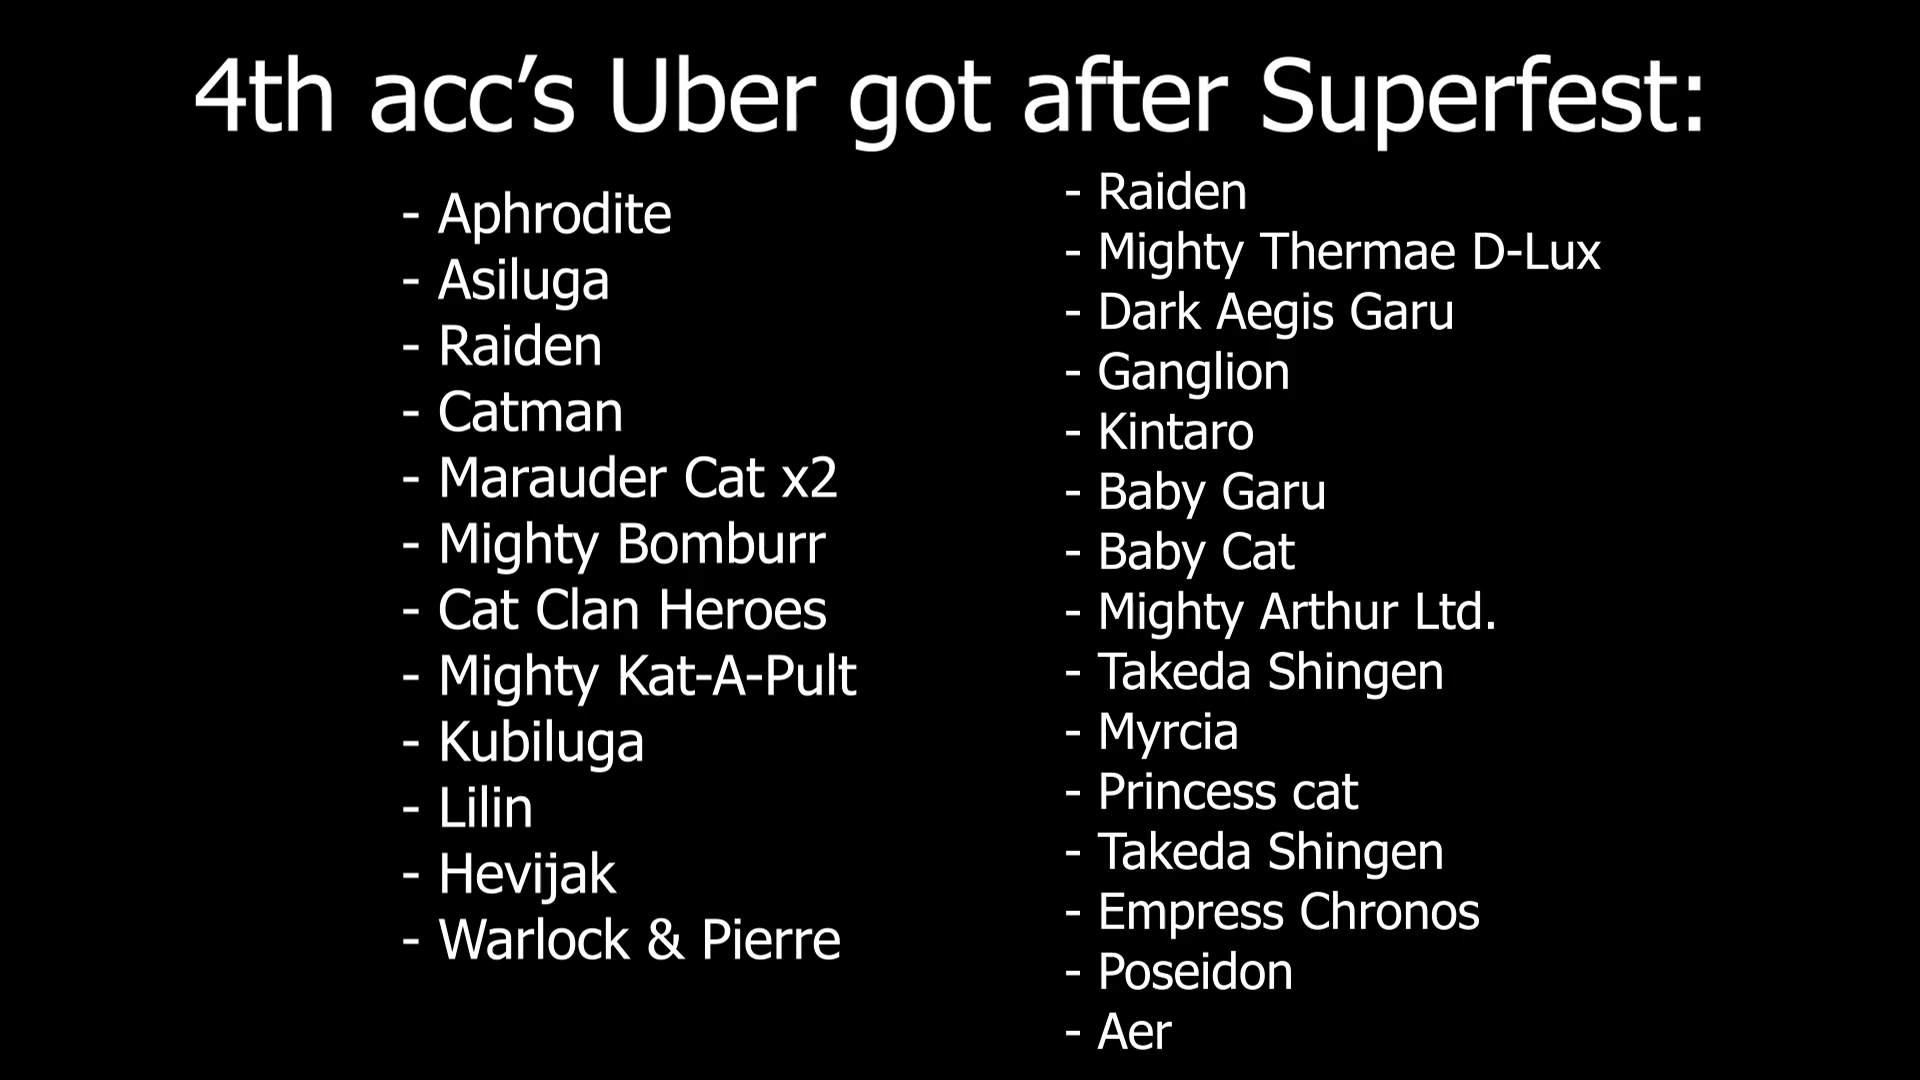 4th acc’s Uber got after Superfest:
- Aphrodite
- Asiluga
- Raiden
- Catman
- Marauder Cat x2
- Mighty Bomburr
- Cat Clan Heroes
- Mighty Kat-A-Pult
- Kubiluga
- Lilin
- Hevijak
- Warlock & Pierre
- Raiden
- Mighty Thermae D-Lux
- Dark Aegis Garu
- Ganglion
- Kintaro
- Baby Garu
- Baby Cat
- Mighty Arthur Ltd.
- Takeda Shingen
- Myrcia
- Princess cat
- Takeda Shingen
- Empress Chronos
- Poseidon
- Aer